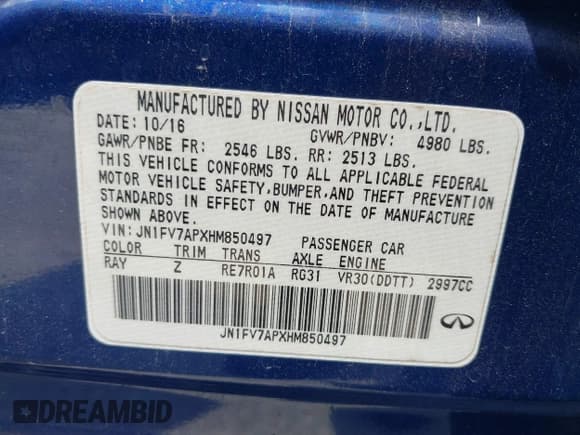 MANUFACTURED BY NISSAN MOTOR CO.,LTD.
DATE: 10/16 GVWR/PNBV: 4980 LBS.
GAWR/PNBE FR: 2546 LBS. RR: 2513 LBS.
THIS VEHICLE CONFORMS TO ALL APPLICABLE FEDERAL
MOTOR VEHICLE SAFETY,BUMPER,AND THEFT PREVENTION
STANDARDS IN EFFECT ON THE DATE OF MANUFACTURE
SHOWN ABOVE.
VIN: JN1FV7APXHM850497 PASSENGER CAR
COLOR TRIM TRANS AXLE ENGINE
RAY Z RE7R01A RG31 VR30(DDTT) 2997CC
JN1FV7APXHM850497
DREAMBID